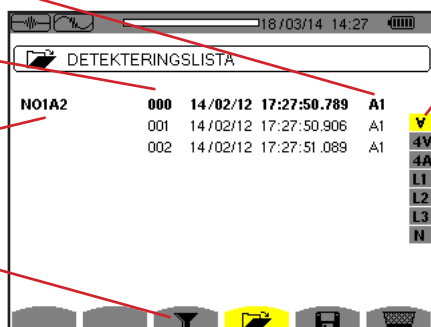 18/03/14 14:27
DETEKTERINGSLISTA
NO1A2 000 14/02/12 17:27:50.789 A1
001 14/02/12 17:27:50.906 A1
002 14/02/12 17:27:51.089 A1
∀
4V
4A
L1
L2
L3
N